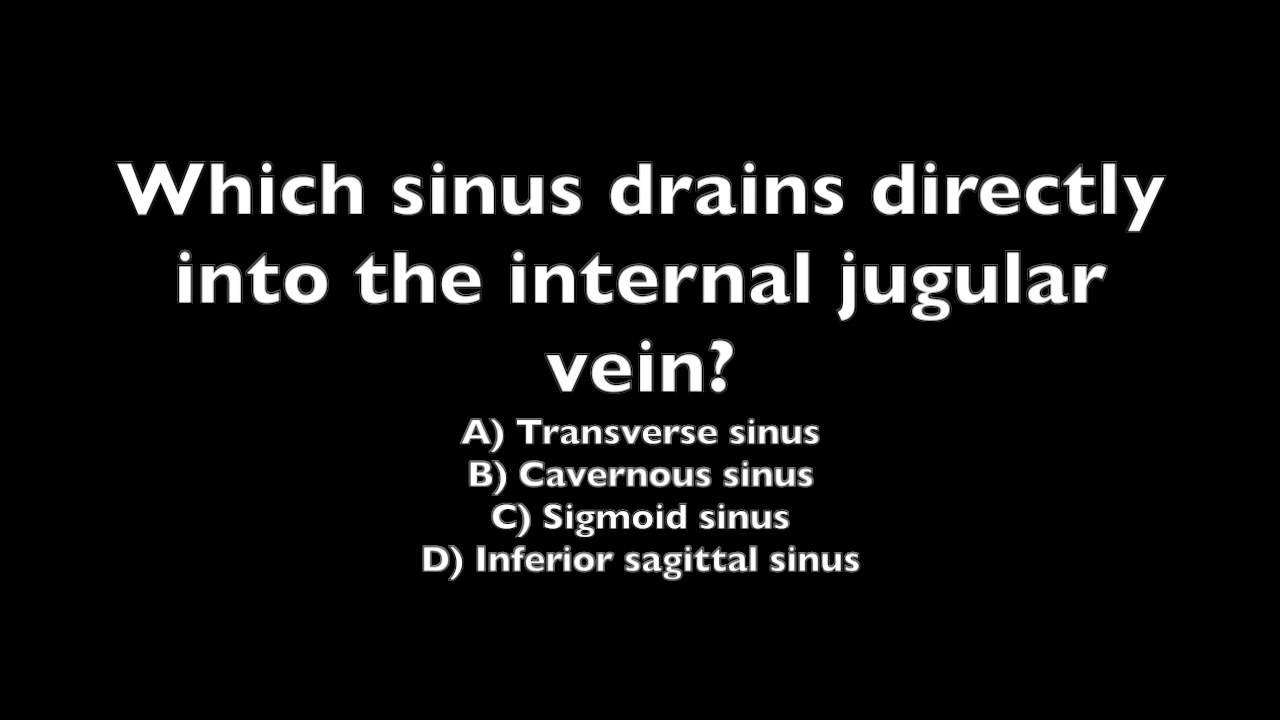 Which sinus drains directly
into the internal jugular
vein?
A) Transverse sinus
B) Cavernous sinus
C) Sigmoid sinus
D) Inferior sagittal sinus